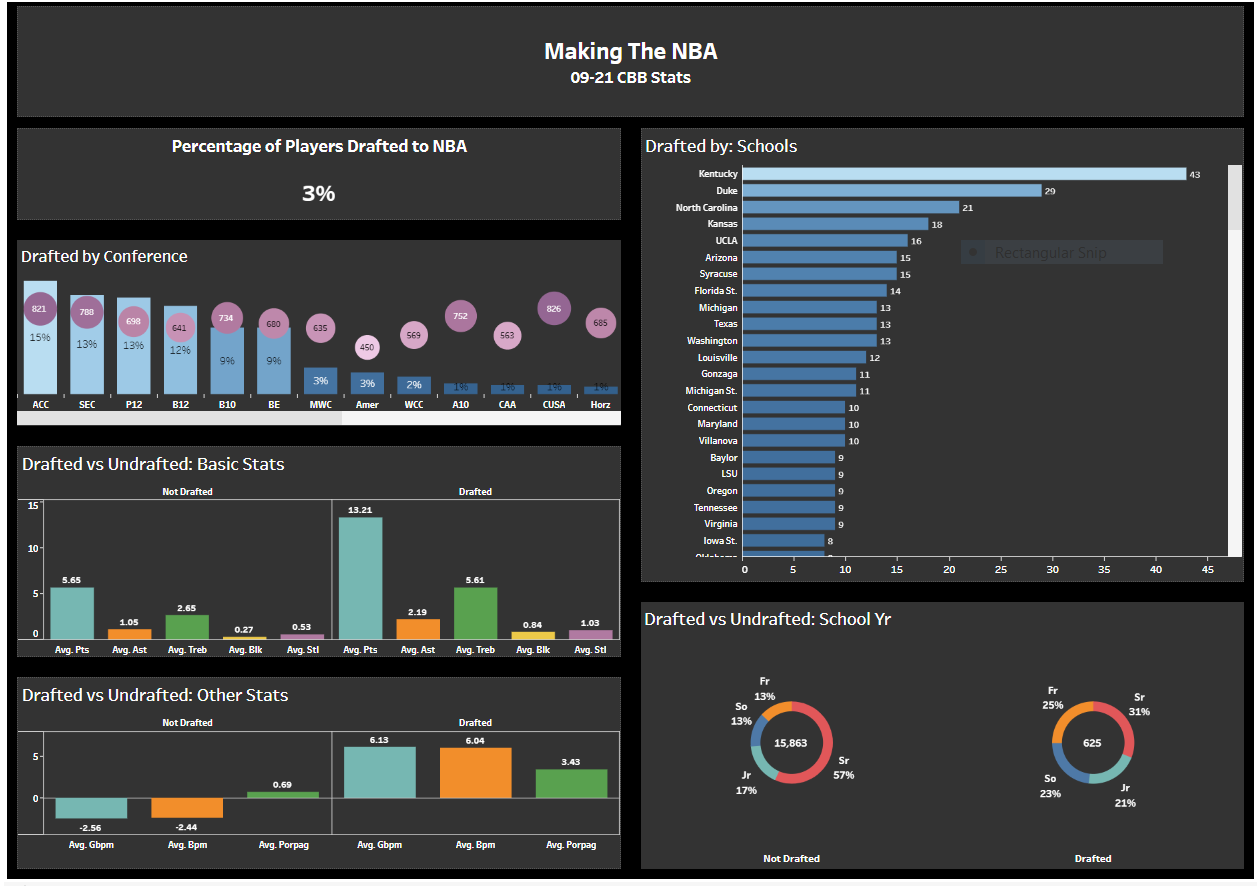 Making The NBA
09-21 CBB Stats
Percentage of Players Drafted to NBA
3%
Drafted by Conference
821 788 698 641 734 680 635 450 569 752 563 826 685
15% 13% 13% 12% 9% 9% 3% 3% 2% 1% 1% 1% 1%
ACC SEC P12 B12 B10 BE MWC Amer WCC A10 CAA CUSA Horz
Drafted vs Undrafted: Basic Stats
Not Drafted Drafted
15
10
5
0
5.65 1.05 2.65 0.27 0.53 13.21 2.19 5.61 0.84 1.03
Avg. Pts Avg. Ast Avg. Treb Avg. Blk Avg. Stl Avg. Pts Avg. Ast Avg. Treb Avg. Blk Avg. Stl
Drafted vs Undrafted: Other Stats
Not Drafted Drafted
5
0
-2.56 -2.44 0.69 6.13 6.04 3.43
Avg. Gbpm Avg. Bpm Avg. Porpag Avg. Gbpm Avg. Bpm Avg. Porpag
Drafted by: Schools
Kentucky 43
Duke 29
North Carolina 21
Kansas 18
UCLA 16
Rectangular Snip
Arizona 15
Syracuse 15
Florida St. 14
Michigan 13
Texas 13
Washington 13
Louisville 12
Gonzaga 11
Michigan St. 11
Connecticut 10
Maryland 10
Villanova 10
Baylor 9
LSU 9
Oregon 9
Tennessee 9
Virginia 9
Iowa St. 8
0 5 10 15 20 25 30 35 40 45
Drafted vs Undrafted: School Yr
Fr
13%
So
13%
15,863
Sr
57%
Jr
17%
Not Drafted
Fr
25%
Sr
31%
625
So
23%
Jr
21%
Drafted